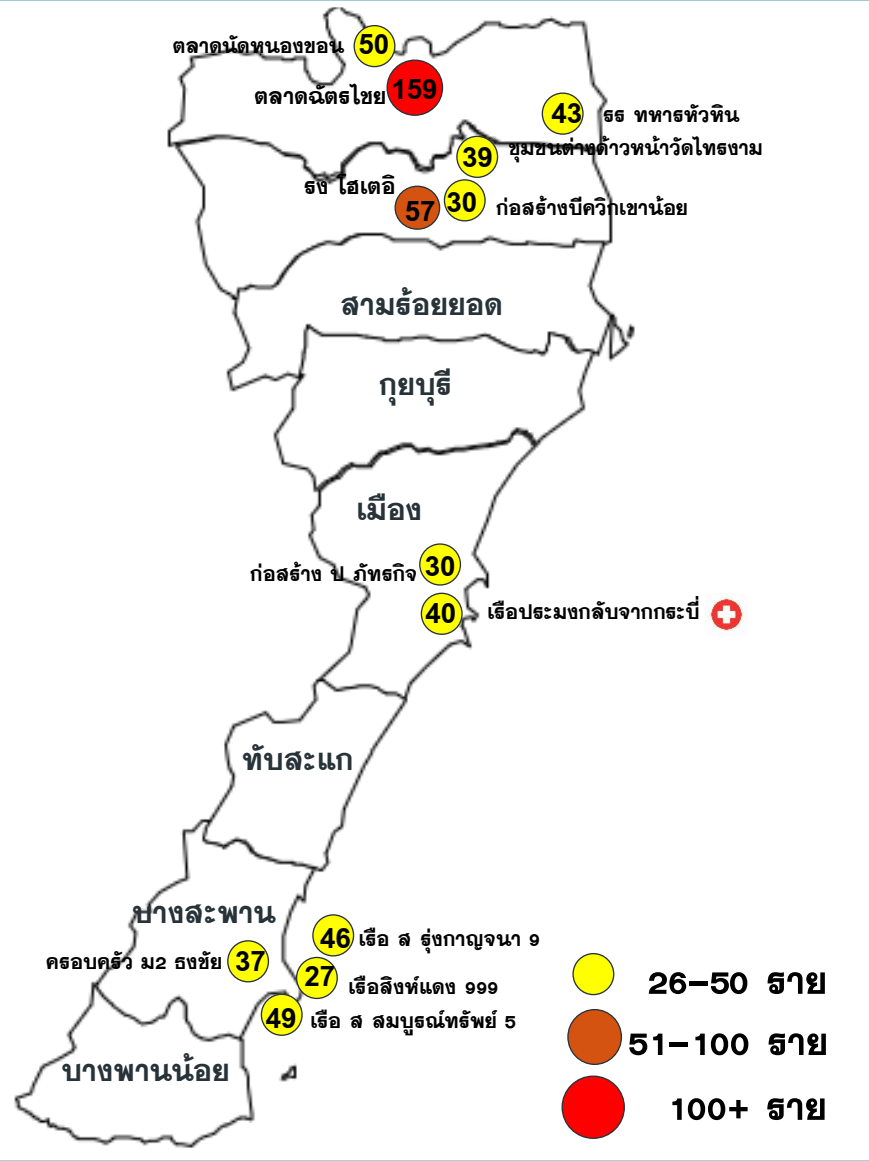 ตลาดนัดหนองขอน 50
ตลาดฉัตรไชย 159
43 รร ทหารหัวหิน
39 ชุมชนต่างด้าวหน้าวัดไทรงาม
รง โฮเตอิ 57
30 ก่อสร้างบีควิกเขาน้อย
สามร้อยยอด
กุยบุรี
เมือง
ก่อสร้าง ป ภัทรกิจ 30
40 เรือประมงกลับจากกระบี่
ทับสะแก
บางสะพาน
46 เรือ ส รุ่งกาญจนา 9
ครอบครัว ม2 ธงชัย 37
27 เรือสิงห์แดง 999
49 เรือ ส สมบูรณ์ทรัพย์ 5
บางพานน้อย
26-50 ราย
51-100 ราย
100+ ราย